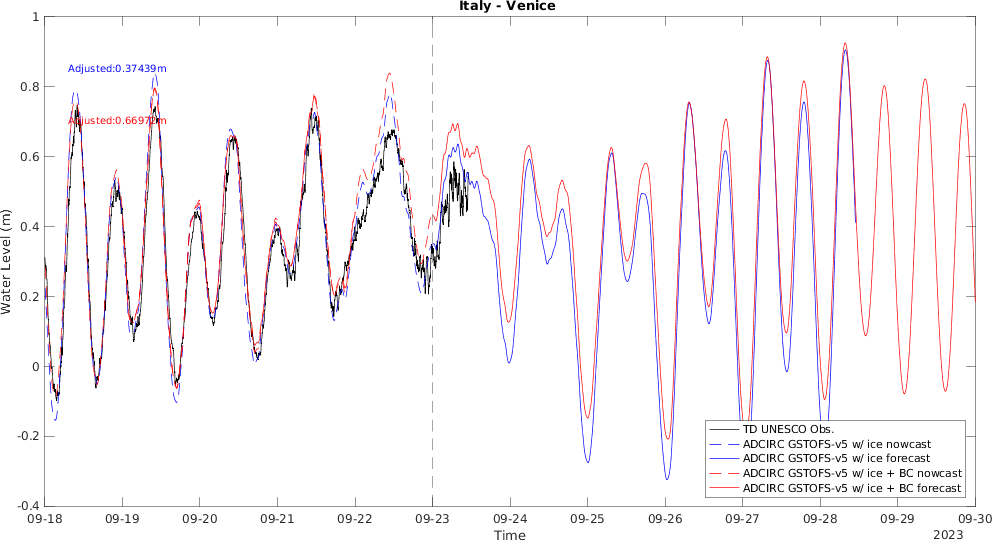 Italy - Venice
1
0.8
0.6
0.4
0.2
0
-0.2
-0.4
Water Level (m)
Adjusted:0.37439m
Adjusted:0.66972m
TD UNESCO Obs.
ADCIRC GSTOFS-v5 w/ ice nowcast
ADCIRC GSTOFS-v5 w/ ice forecast
ADCIRC GSTOFS-v5 w/ ice + BC nowcast
ADCIRC GSTOFS-v5 w/ ice + BC forecast
09-18 09-19 09-20 09-21 09-22 09-23 09-24 09-25 09-26 09-27 09-28 09-29 09-30
Time
2023